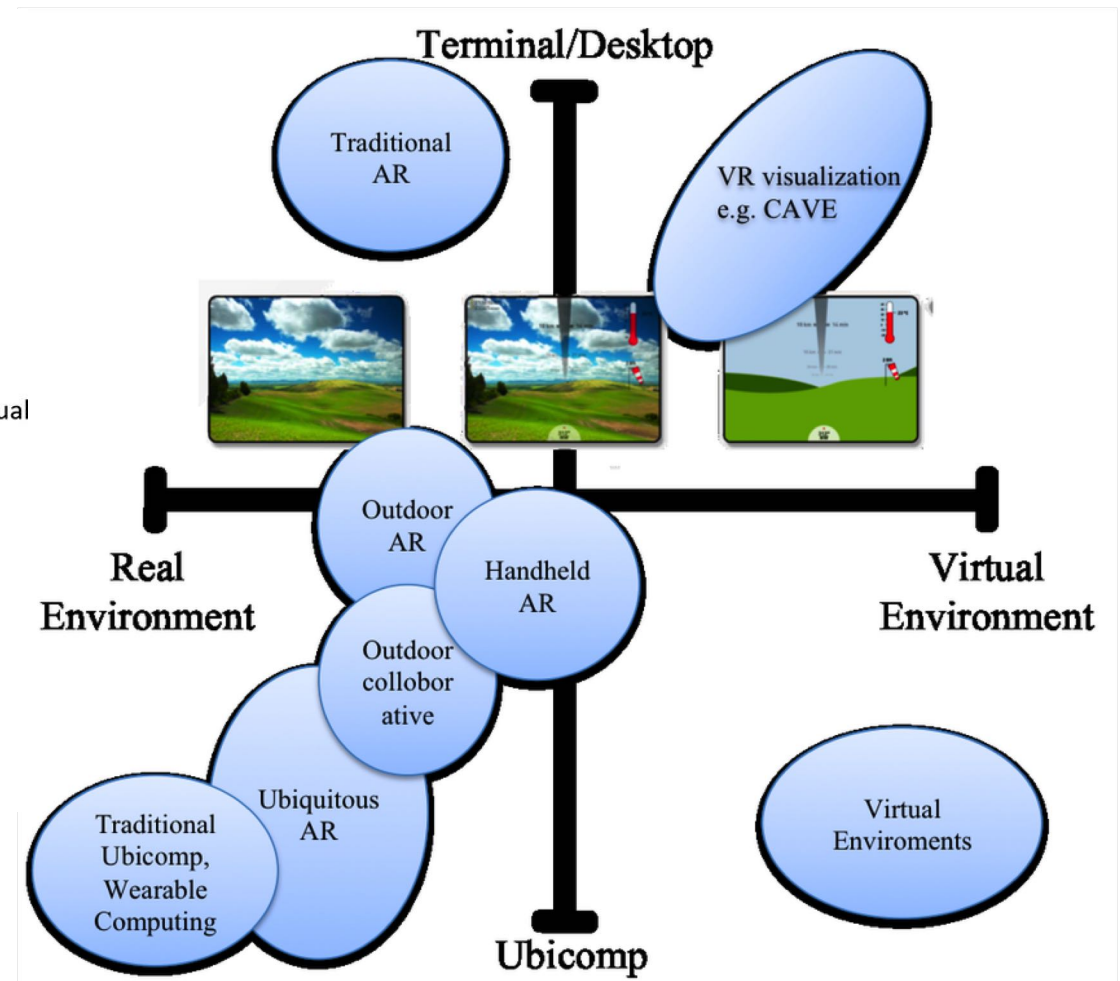 Terminal/Desktop
Traditional
AR
VR visualization
e.g. CAVE
ual
Outdoor
AR
Handheld
AR
Real
Environment
Virtual
Environment
Outdoor
collobor
ative
Ubiquitous
AR
Traditional
Ubicomp,
Wearable
Computing
Virtual
Enviroments
Ubicomp